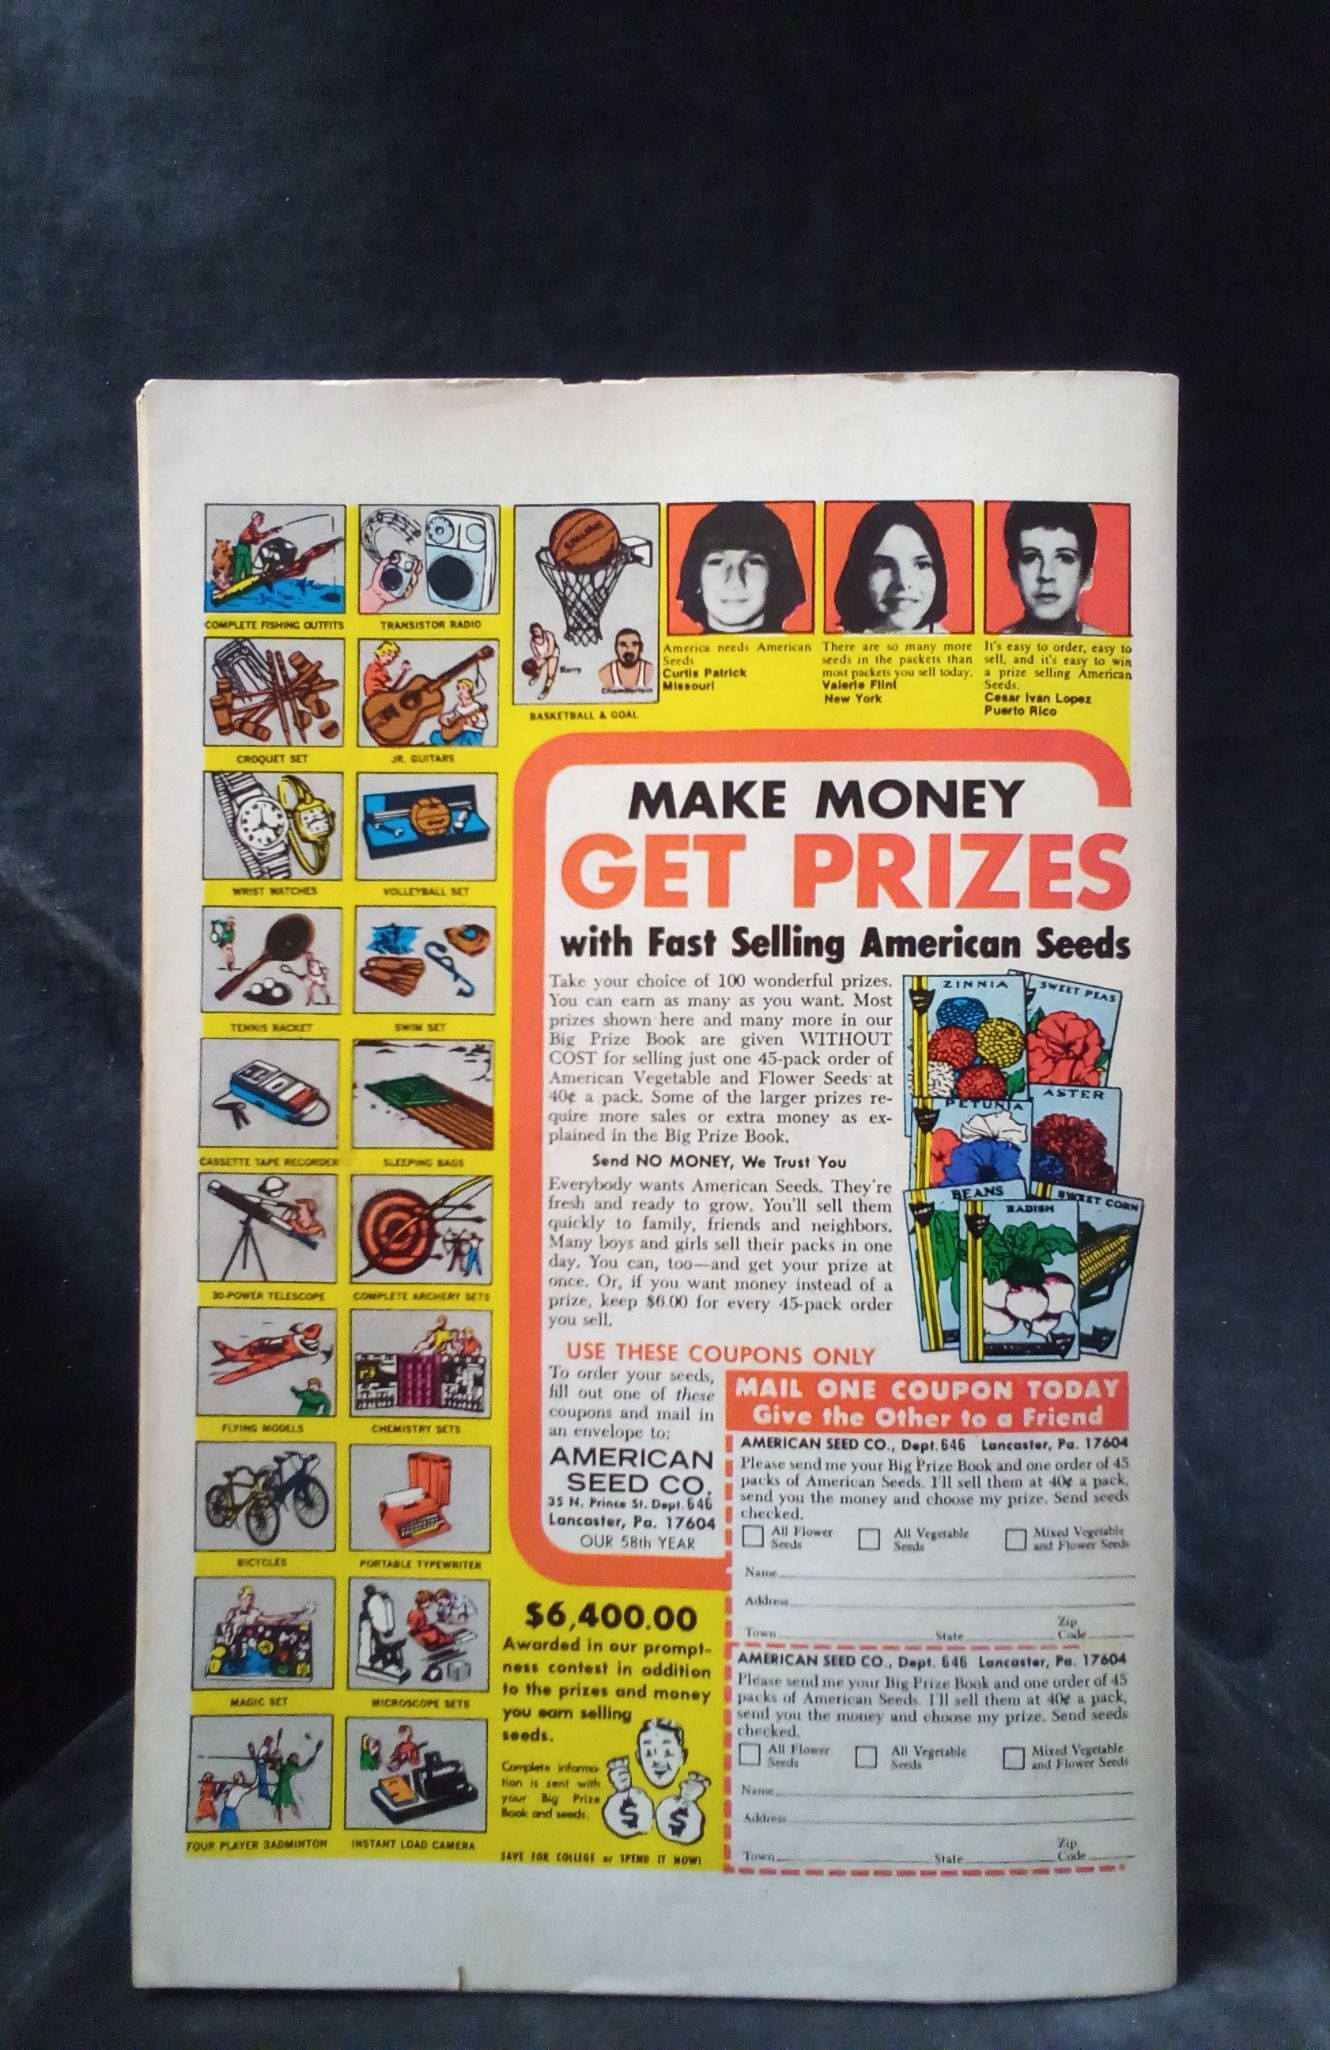 COMPLETE FISHING OUTFITS
TRANSISTOR RADIO
CROQUET SET
JR. GUITARS
WRIST WATCHES
VOLLEYBALL SET
TENNIS RACKET
SWIM SET
CASSETTE TAPE RECORDER
SLEEPING BAGS
30-POWER TELESCOPE
COMPLETE ARCHERY SETS
FLYING MODELS
CHEMISTRY SETS
BICYCLES
PORTABLE TYPEWRITER
MAGIC SET
MICROSCOPE SETS
FOUR PLAYER BADMINTON
INSTANT LOAD CAMERA
SPALDING
Barry
Chamberlain
BASKETBALL & GOAL
America needs American
Seeds
Curtis Patrick
Missouri
There are so many more
seeds in the packets than
most packets you sell today.
Valerie Flint
New York
It's easy to order, easy to
sell, and it's easy to win
a prize selling American
Seeds.
Cesar Ivan Lopez
Puerto Rico
MAKE MONEY
GET PRIZES
with Fast Selling American Seeds
Take your choice of 100 wonderful prizes.
You can earn as many as you want. Most
prizes shown here and many more in our
Big Prize Book are given WITHOUT
COST for selling just one 45-pack order of
American Vegetable and Flower Seeds at
40¢ a pack. Some of the larger prizes re-
quire more sales or extra money as ex-
plained in the Big Prize Book.
Send NO MONEY, We Trust You
Everybody wants American Seeds. They're
fresh and ready to grow. You'll sell them
quickly to family, friends and neighbors.
Many boys and girls sell their packs in one
day. You can, too—and get your prize at
once. Or, if you want money instead of a
prize, keep $6.00 for every 45-pack order
you sell.
ZINNIA
SWEET PEAS
PETUNIA
ASTER
BEANS
RADISH
SWEET CORN
USE THESE COUPONS ONLY
To order your seeds,
fill out one of these
coupons and mail in
an envelope to:
AMERICAN
SEED CO.
35 N. Prince St. Dept. 646
Lancaster, Pa. 17604
OUR 58th YEAR
MAIL ONE COUPON TODAY
Give the Other to a Friend
AMERICAN SEED CO., Dept. 646 Lancaster, Pa. 17604
Please send me your Big Prize Book and one order of 45
packs of American Seeds. I'll sell them at 40¢ a pack,
send you the money and choose my prize. Send seeds
checked.
All Flower
Seeds
All Vegetable
Seeds
Mixed Vegetable
and Flower Seeds
Name
Address
Town State Zip Code
AMERICAN SEED CO., Dept. 646 Lancaster, Pa. 17604
Please send me your Big Prize Book and one order of 45
packs of American Seeds. I'll sell them at 40¢ a pack,
send you the money and choose my prize. Send seeds
checked.
All Flower
Seeds
All Vegetable
Seeds
Mixed Vegetable
and Flower Seeds
Name
Address
Town State Zip Code
$6,400.00
Awarded in our prompt-
ness contest in addition
to the prizes and money
you earn selling
seeds.
Complete informa-
tion is sent with
your Big Prize
Book and seeds.
$
$
SAVE FOR COLLEGE or SPEND IT NOW!